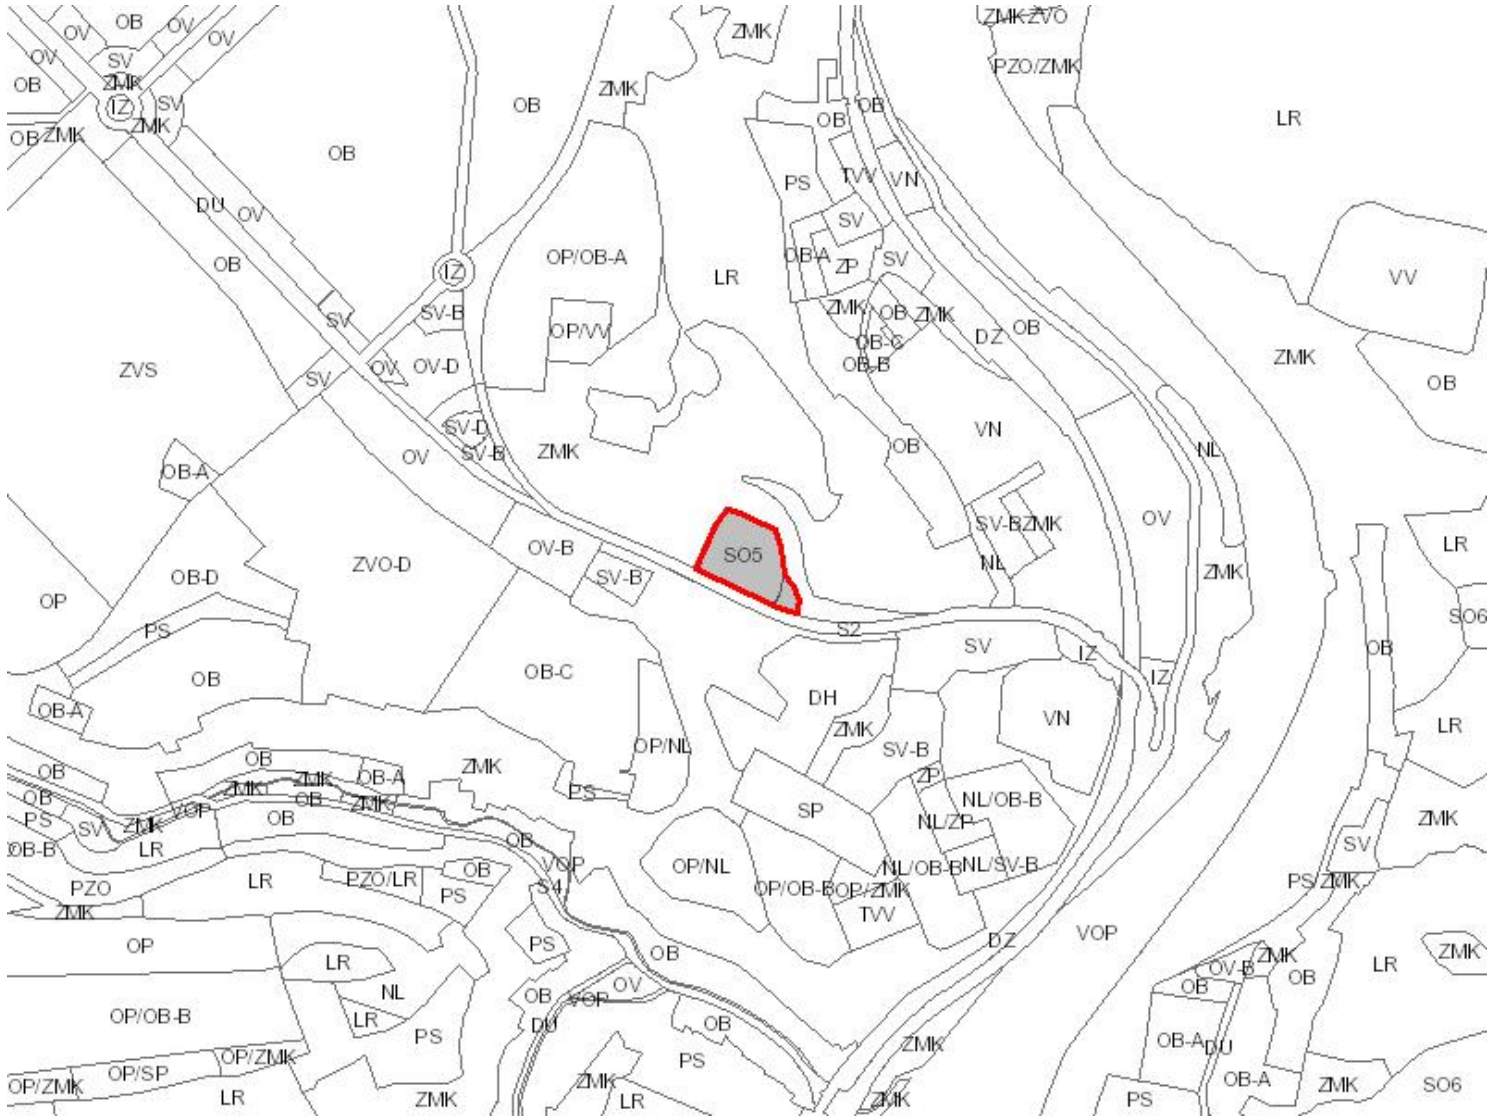 OB
OV
OV
OV
ZMK
ZMK
ZVO
OV
SV
ZMK
PZO/ZMK
OB
ZMK
OB
SV
IZ
OB
OB
OB
LR
OB
ZMK
ZMK
OB
TVV
VN
PS
DU
OV
SV
OB
OP/OB-A
OB-A
ZP
SV
IZ
LR
VV
SV-B
ZMK
OB
ZMK
SV
OP/VV
OB-C
DZ
OB
ZMK
ZVS
SV
OV
OV-D
OB-B
OB
SV-D
VN
OV
SV-B
ZMK
OB
NL
OB-A
OV
SV-B
ZMK
OV-B
SO5
LR
OP
OB-D
ZVO-D
SV-B
NL
ZMK
SO6
PS
S2
SV
OB
IZ
OB
OB-C
IZ
OB-A
DH
VN
LR
ZMK
OP/NL
SV-B
OB
OB
ZMK
ZMK
ZMK
OB-A
ZP
OB
VOP
OB
ZMK
PS
NL/OB-B
PS
SV
ZMK
OB
SP
NL/ZP
ZMK
OB-B
LR
OB
SV
VOP
OP/NL
NL/OB-B
NL/SV-B
PZO
LR
PZO/LR
OB
S4
OP/OB-B
OP/ZMK
PS/ZMK
ZMK
PS
TVV
OP
PS
OB
DZ
VOP
ZMK
ZMK
LR
OV-B
OB
LR
NL
OB
VOP
OV
OB
OP/OB-B
LR
DU
OB
PS
OB-A
DU
ZMK
OP/ZMK
PS
OP/ZMK
OP/SP
ZMK
OB-A
ZMK
SO6
LR
ZMK
LR
ZMK
PS